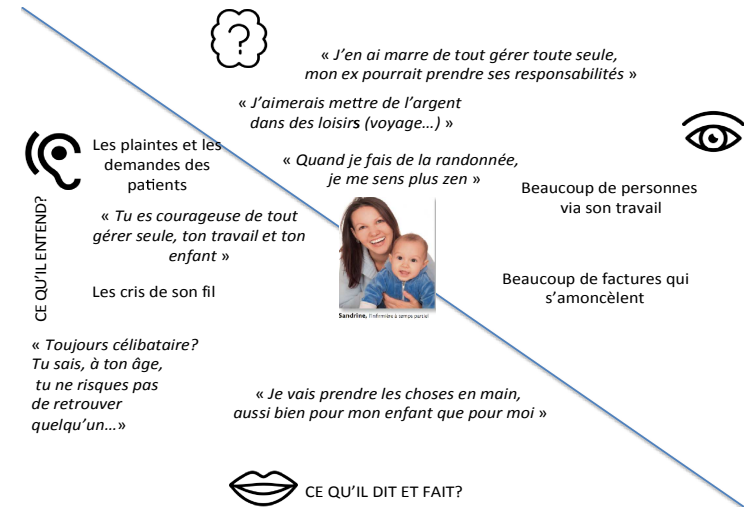 ?
« J'en ai marre de tout gérer toute seule,
mon ex pourrait prendre ses responsabilités »
« J'aimerais mettre de l'argent
dans des loisirs (voyage…) »
« Quand je fais de la randonnée,
je me sens plus zen »
Beaucoup de personnes
via son travail
Beaucoup de factures qui
s'amoncèlent
CE QU'IL ENTEND?
Les plaintes et les
demandes des
patients
« Tu es courageuse de tout
gérer seule, ton travail et ton
enfant »
Les cris de son fil
« Toujours célibataire?
Tu sais, à ton âge,
tu ne risques pas
de retrouver
quelqu'un…»
Sandrine, l'infirmière à temps partiel
« Je vais prendre les choses en main,
aussi bien pour mon enfant que pour moi »
CE QU'IL DIT ET FAIT?